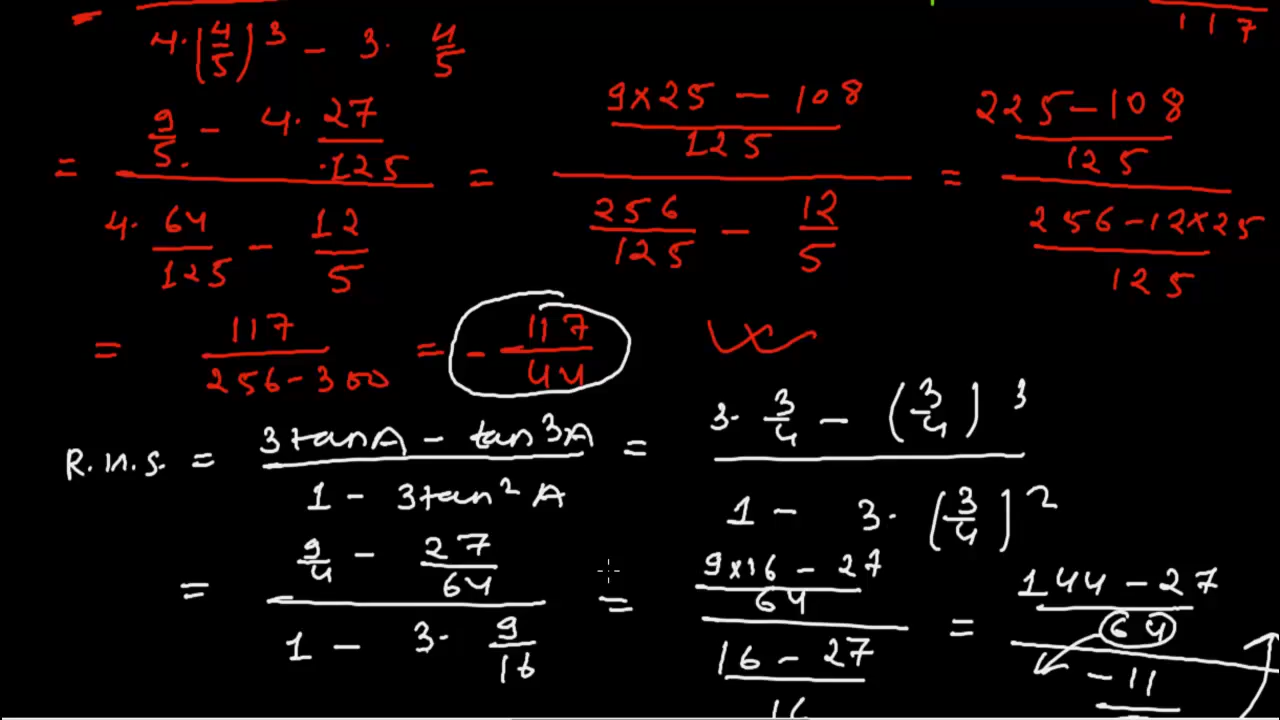 117
4·(4/5)³ − 3· 4/5
= (9/5 − 4· 27/125) / (4· 64/125 − 12/5) = ((9×25 − 108)/125) / (256/125 − 12/5) = ((225−108)/125) / ((256−12×25)/125)
= 117/(256−300) = −117/44
R.H.S. = (3tanA − tan³A)/(1 − 3tan²A) = (3· 3/4 − (3/4)³)/(1 − 3· (3/4)²)
= (9/4 − 27/64)/(1 − 3· 9/16) = ((9×16 − 27)/64)/((16 − 27)/16) = ((144−27)/64)/(−11